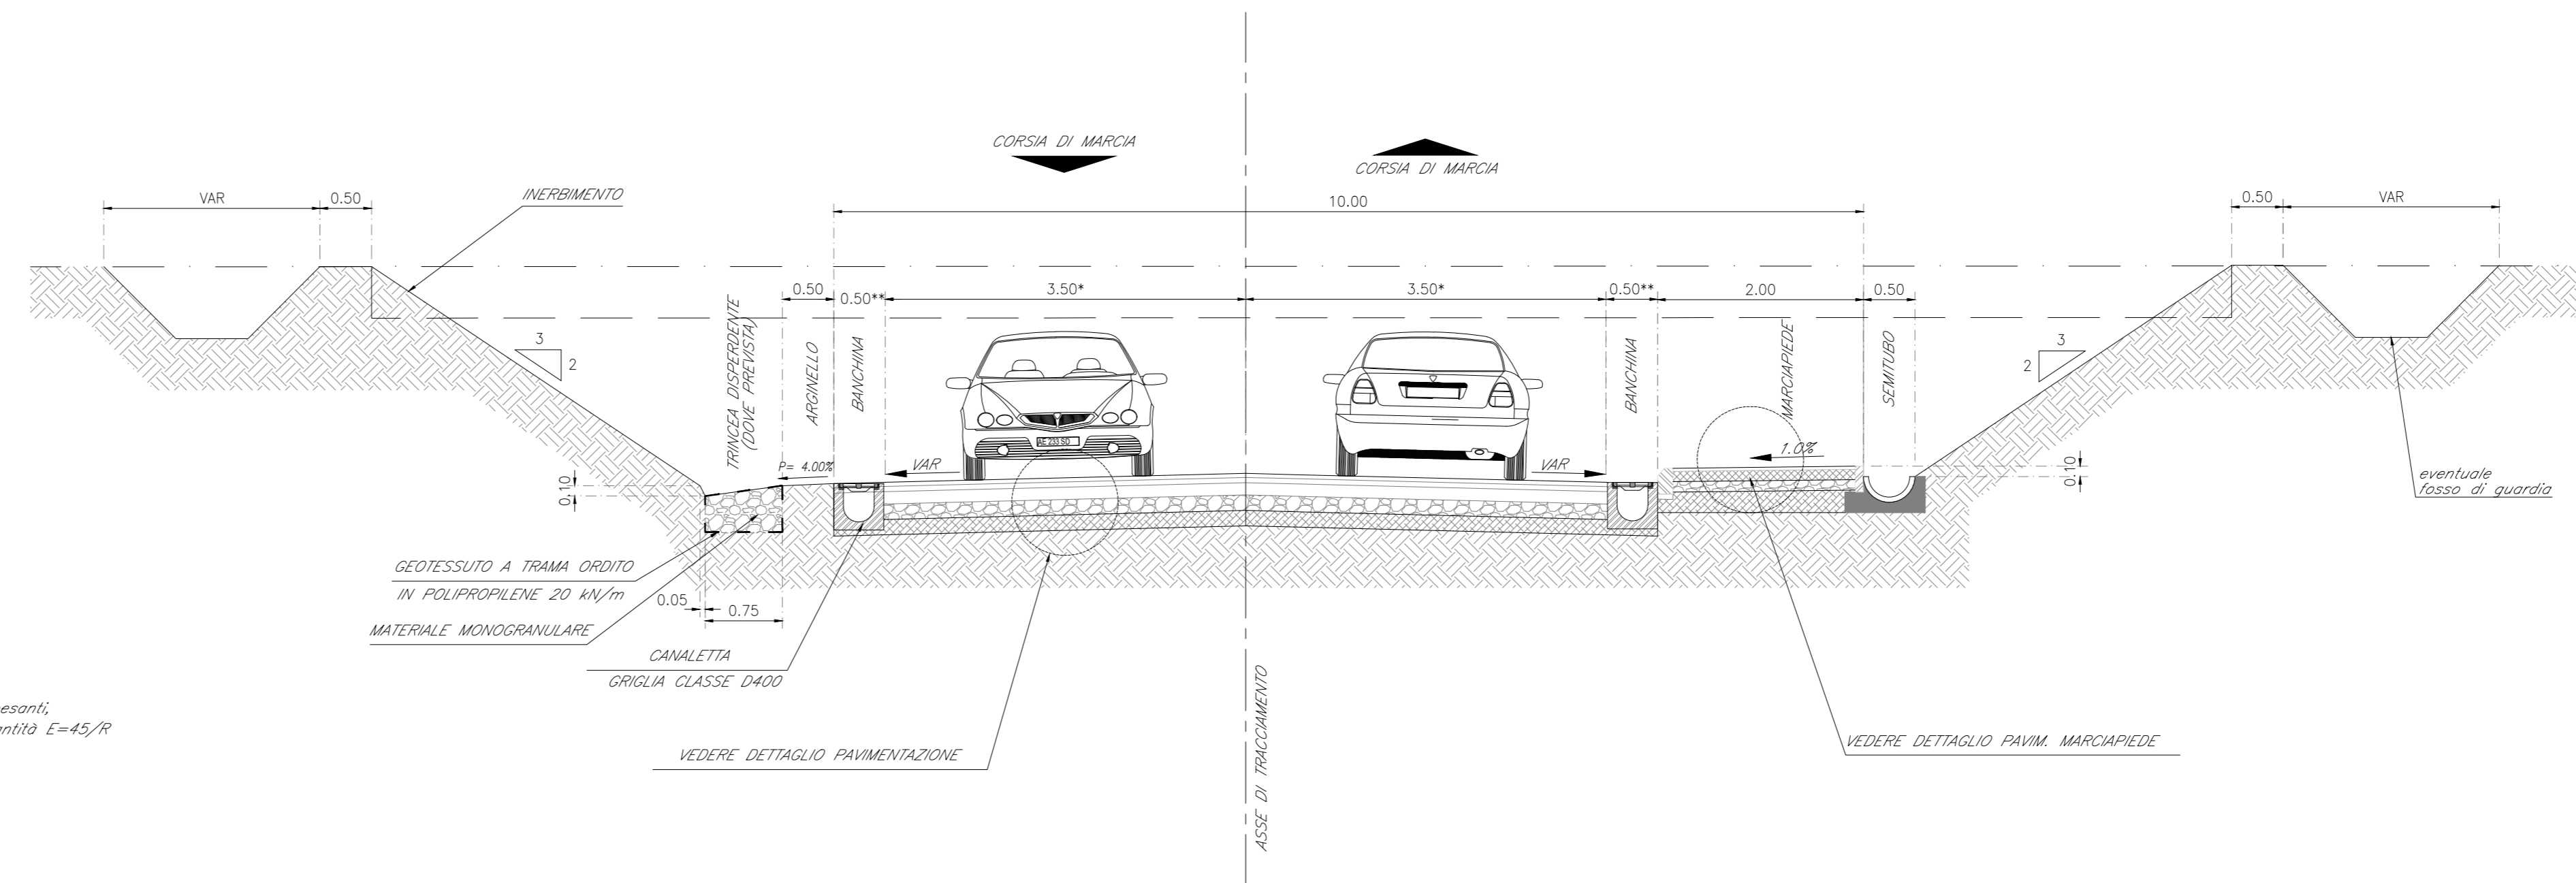 CORSIA DI MARCIA
CORSIA DI MARCIA
VAR
0.50
INERBIMENTO
10.00
0.50
VAR
0.50
0.50**
3.50*
3.50*
0.50**
2.00
0.50
TRINCEA DISPERDENTE
(DOVE PREVISTA)
ARGINELLO
BANCHINA
BANCHINA
MARCIAPIEDE
SEMITUBO
3
2
3
2
AE 233 SD
P= 4.00%
VAR
VAR
1.0%
0.10
0.10
eventuale
fosso di guardia
GEOTESSUTO A TRAMA ORDITO
IN POLIPROPILENE 20 kN/m
0.05
0.75
MATERIALE MONOGRANULARE
CANALETTA
GRIGLIA CLASSE D400
esanti,
antità E=45/R
VEDERE DETTAGLIO PAVIMENTAZIONE
ASSE DI TRACCIAMENTO
VEDERE DETTAGLIO PAVIM. MARCIAPIEDE